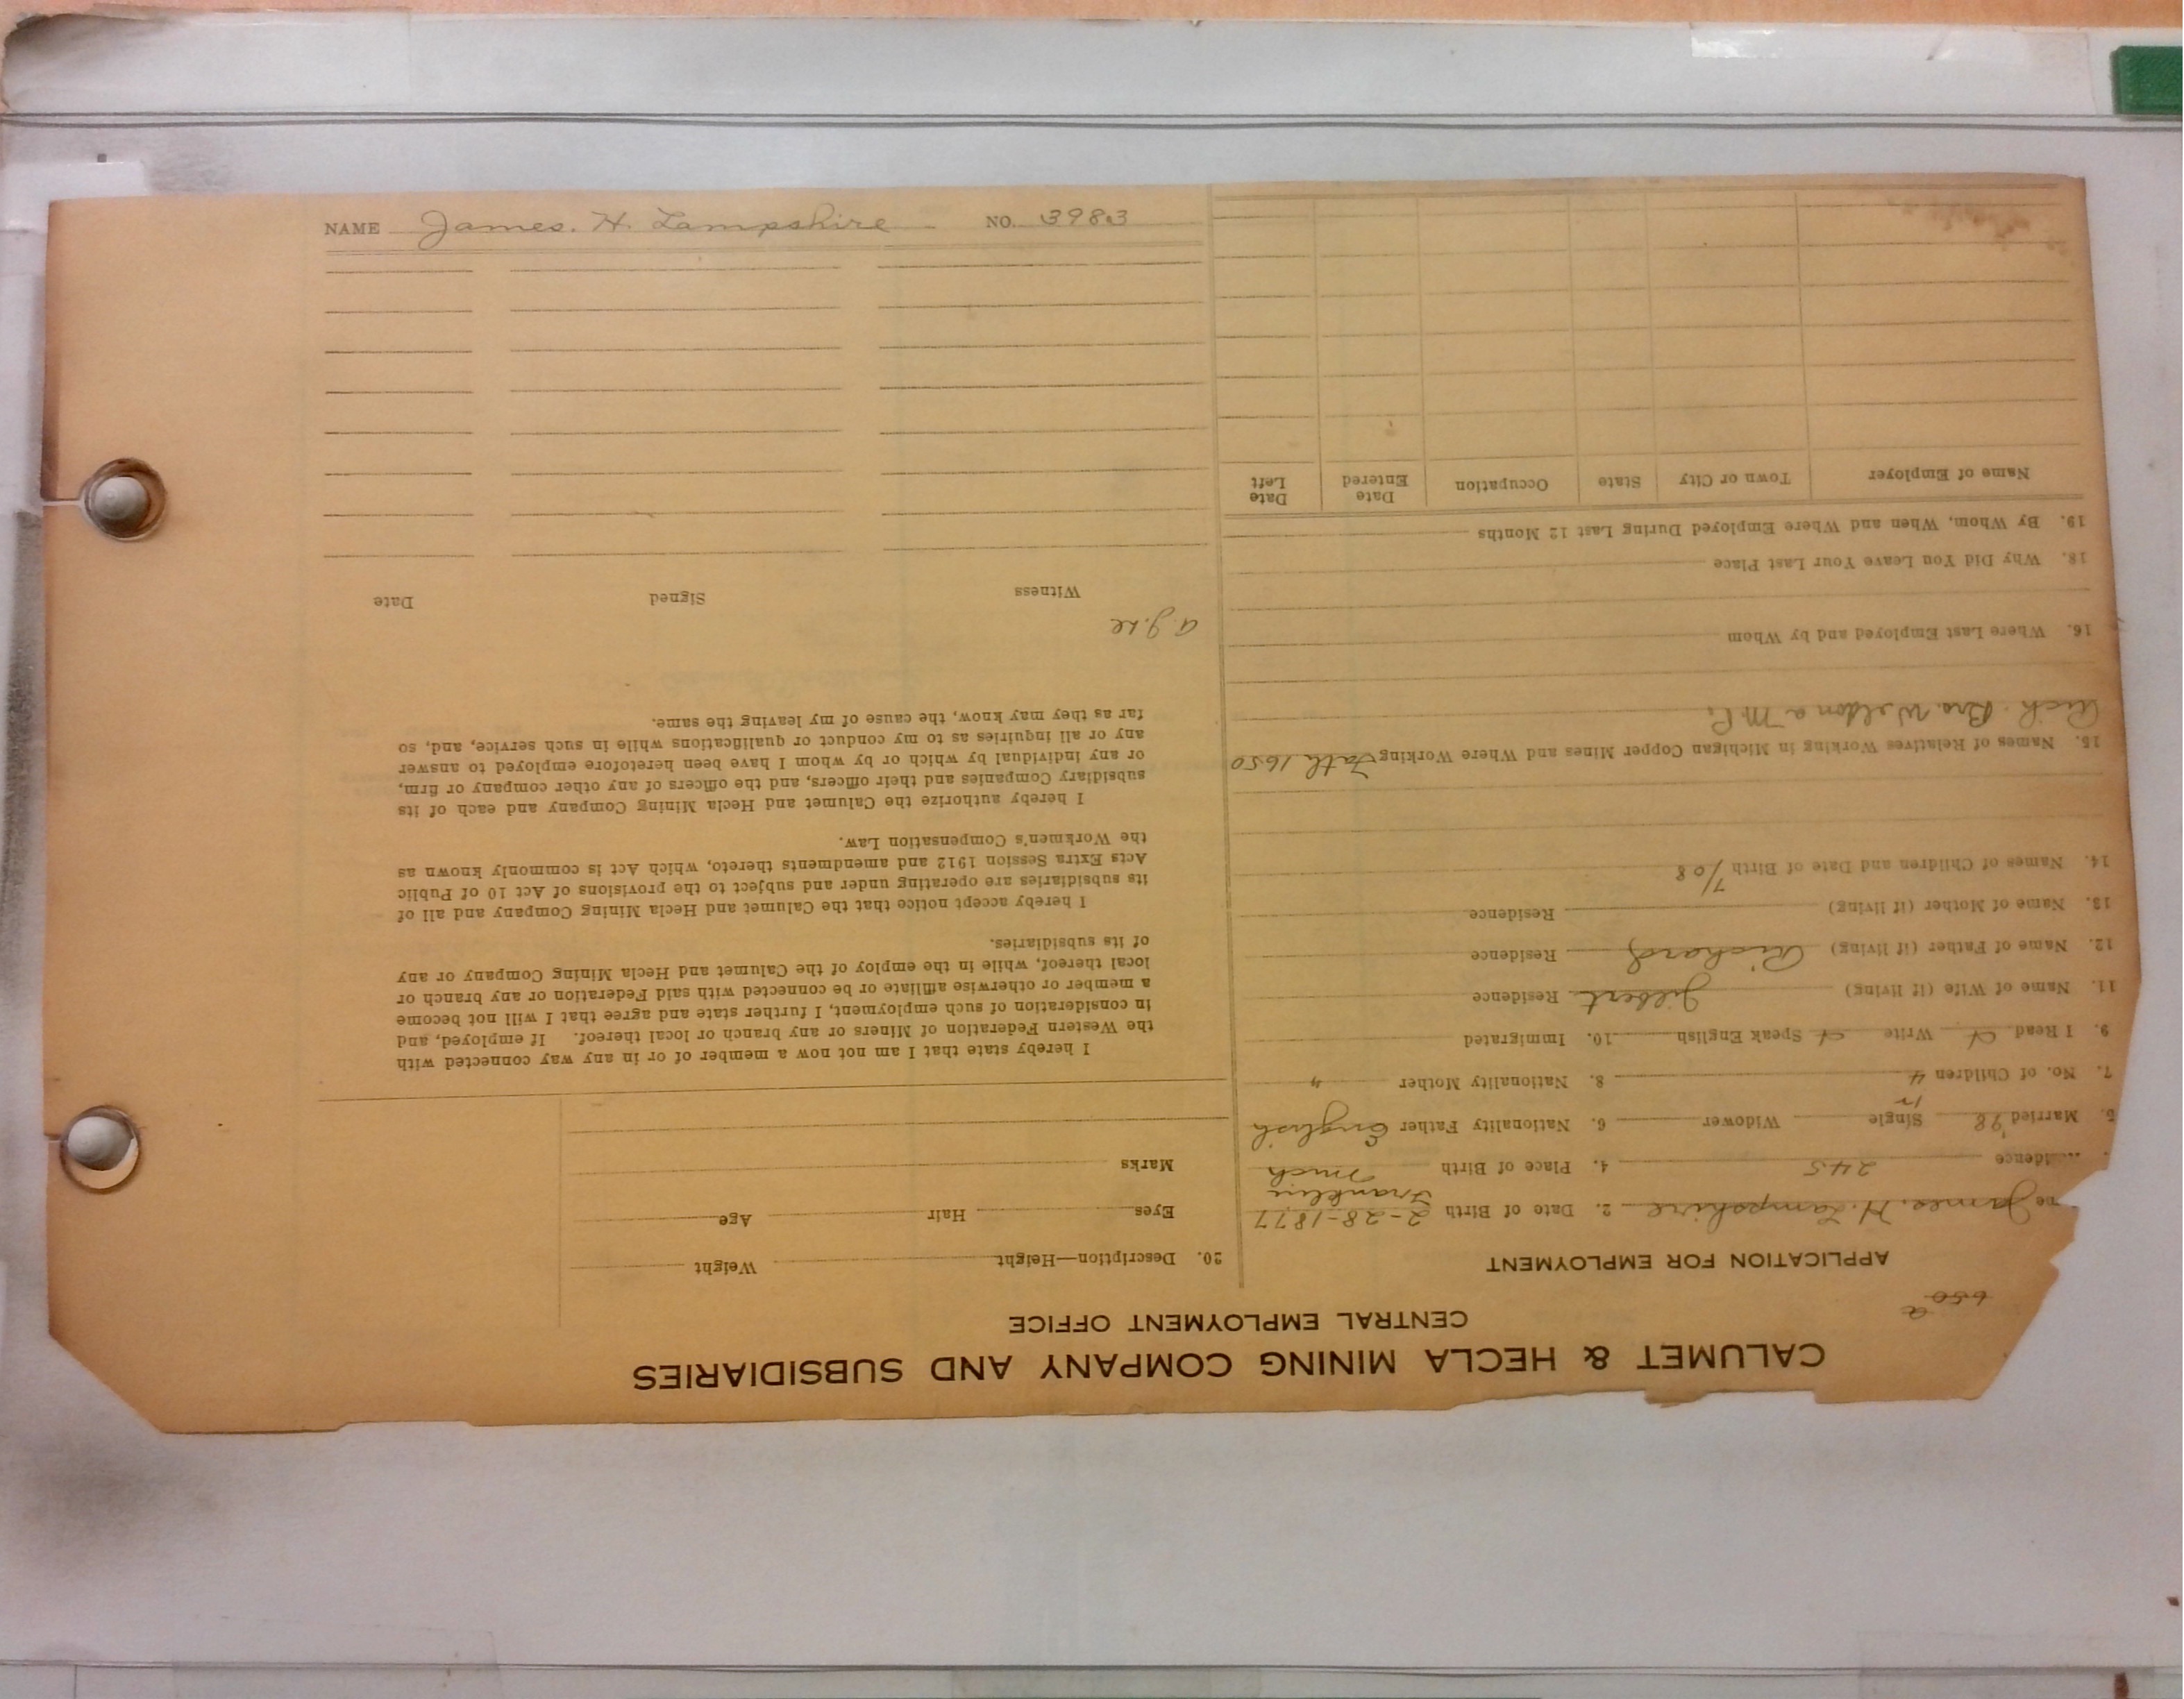 CALUMET & HECLA MINING COMPANY AND SUBSIDIARIES
CENTRAL EMPLOYMENT OFFICE
650 a
APPLICATION FOR EMPLOYMENT
me James. H. Lampshire 2. Date of Birth 2-28-1877
idence 245 4. Place of Birth Franklin Mich
5. Married '98 Single Widower 6. Nationality Father English
7. No. of Children 4 8. Nationality Mother "
9. I Read Write Speak English 10. Immigrated
11. Name of Wife (if living) Gilbert Residence
12. Name of Father (if living) Richard Residence
13. Name of Mother (if living) Residence
14. Names of Children and Date of Birth 7/08
15. Names of Relatives Working in Michigan Copper Mines and Where Working Fath 1650
Rich. Bro.
16. Where Last Employed and by Whom
18. Why Did You Leave Your Last Place
19. By Whom, When and Where Employed During Last 12 Months
Name of Employer Town or City State Occupation Date Entered Date Left
20. Description—Height Weight
Eyes Hair Age
Marks
I hereby state that I am not now a member of or in any way connected with
the Western Federation of Miners or any branch or local thereof. If employed, and
in consideration of such employment, I further state and agree that I will not become
a member or otherwise affiliate or be connected with said Federation or any branch or
local thereof, while in the employ of the Calumet and Hecla Mining Company or any
of its subsidiaries.
I hereby accept notice that the Calumet and Hecla Mining Company and all of
its subsidiaries are operating under and subject to the provisions of Act 10 of Public
Acts Extra Session 1912 and amendments thereto, which Act is commonly known as
the Workmen's Compensation Law.
I hereby authorize the Calumet and Hecla Mining Company and each of its
subsidiary Companies and their officers, and the officers of any other company or firm,
or any individual by which or by whom I have been heretofore employed to answer
any or all inquiries as to my conduct or qualifications while in such service, and, so
far as they may know, the cause of my leaving the same.
Witness Signed Date
NAME James. H. Lampshire NO. 3983